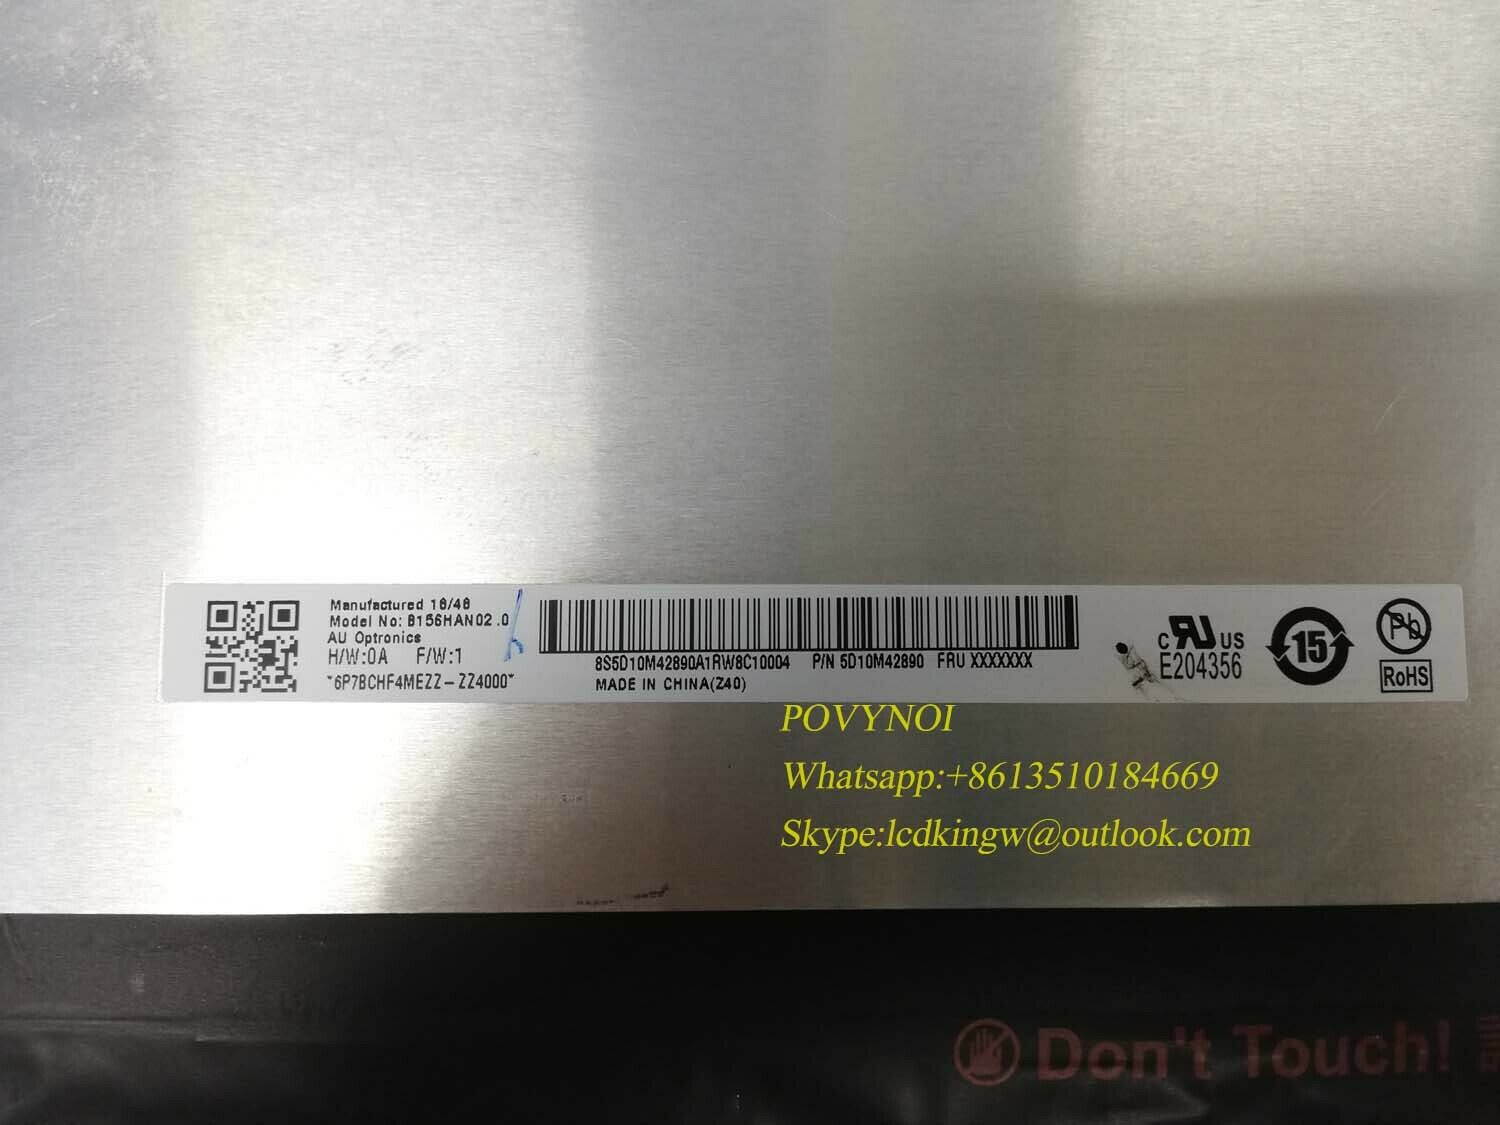 Manufactured 18/48
Model No: B156HAN02.0
AU Optronics
H/W:0A F/W:1
*6P7BCHF4MEZZ-ZZ4000*
8S5D10M42890A1RW8C10004 P/N 5D10M42890 FRU XXXXXXX
MADE IN CHINA(Z40)
C US
E204356
15
Pb
RoHS
POVYNOI
Whatsapp:+8613510184669
Skype:lcdkingw@outlook.com
Don't Touch!